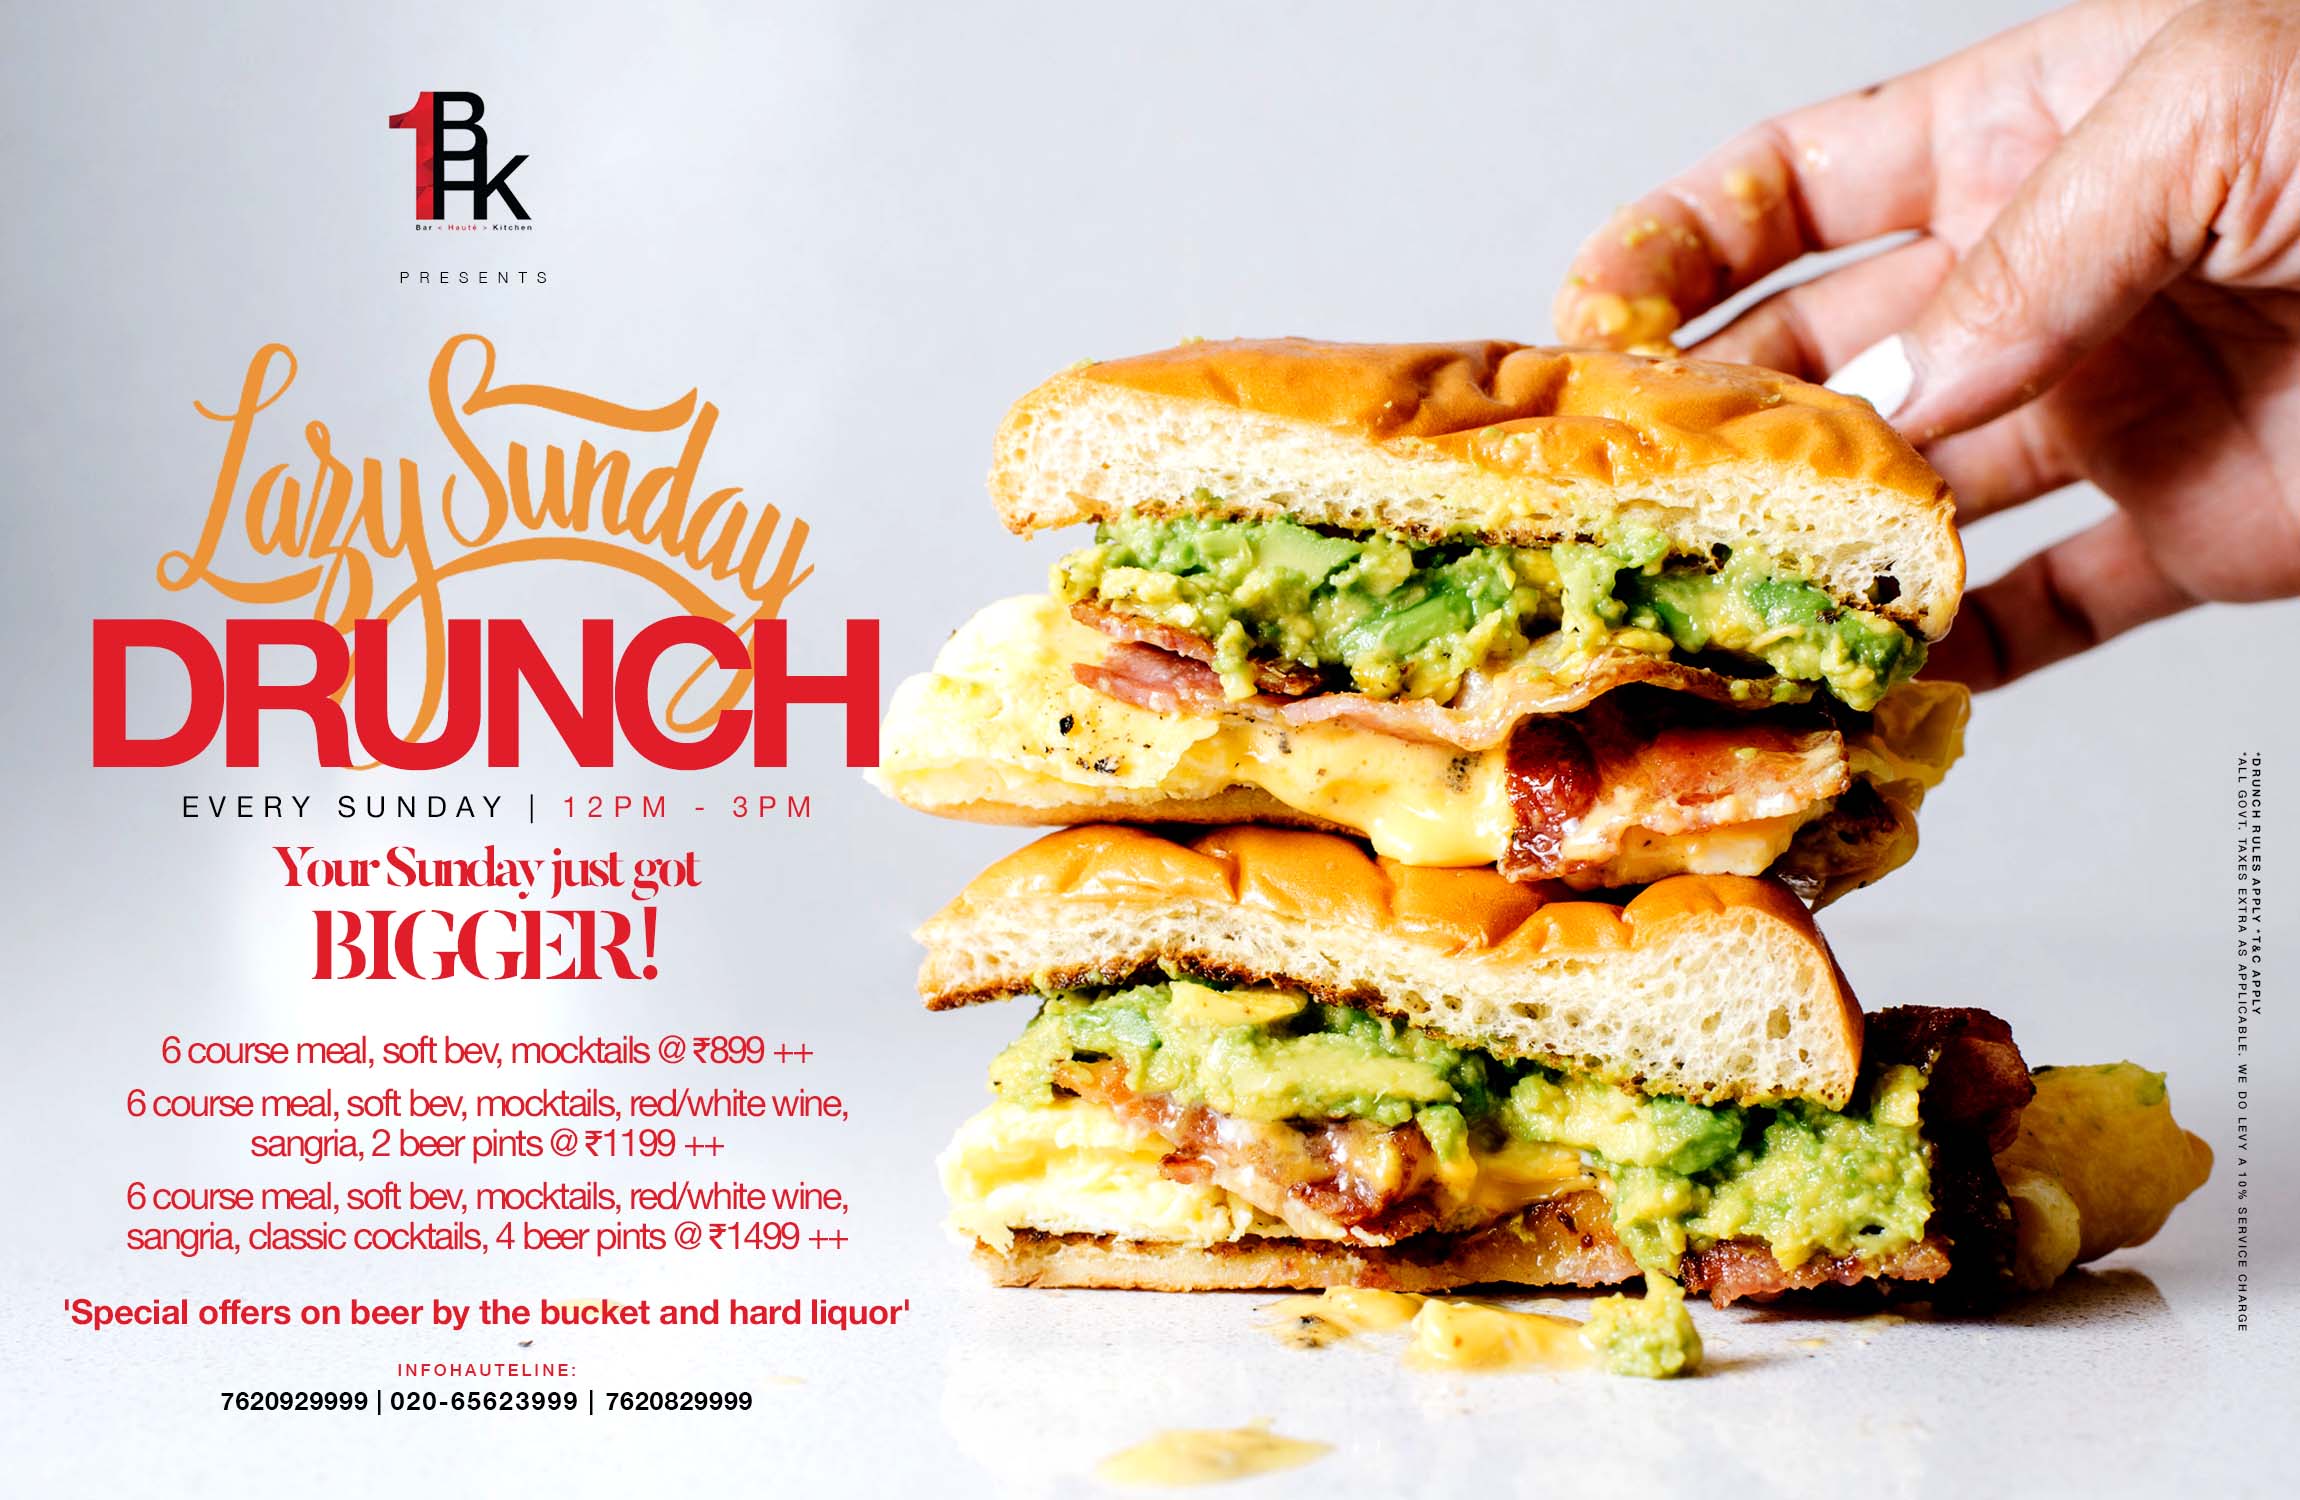 1BHK
Bar < Hauté > Kitchen
PRESENTS
Lazy Sunday
DRUNCH
EVERY SUNDAY | 12PM - 3PM
Your Sunday just got
BIGGER!
6 course meal, soft bev, mocktails @ ₹899 ++
6 course meal, soft bev, mocktails, red/white wine,
sangria, 2 beer pints @ ₹1199 ++
6 course meal, soft bev, mocktails, red/white wine,
sangria, classic cocktails, 4 beer pints @ ₹1499 ++
'Special offers on beer by the bucket and hard liquor'
INFOHAUTELINE:
7620929999 | 020-65623999 | 7620829999
*DRUNCH RULES APPLY *T&C APPLY
*ALL GOVT. TAXES EXTRA AS APPLICABLE. WE DO LEVY A 10% SERVICE CHARGE